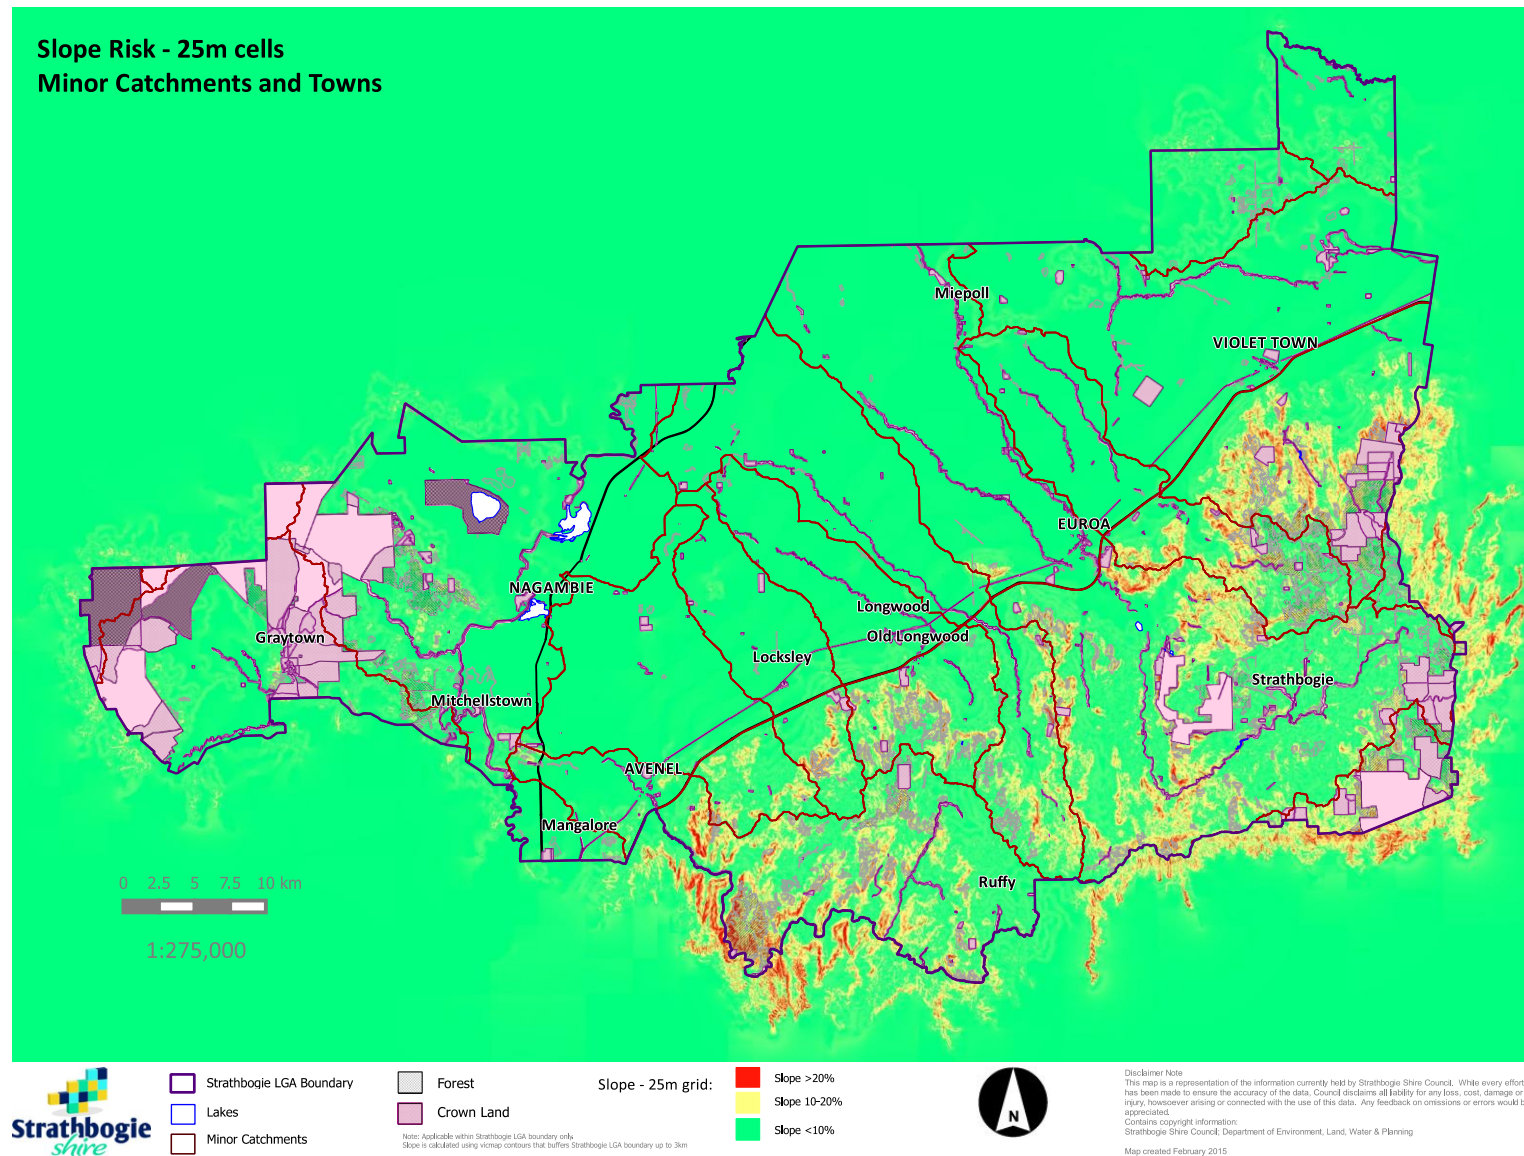 Slope Risk - 25m cells
Minor Catchments and Towns
Miepoll
VIOLET TOWN
EUROA
NAGAMBIE
Longwood
Old Longwood
Graytown
Locksley
Strathbogie
Mitchellstown
AVENEL
Mangalore
Ruffy
0 2.5 5 7.5 10 km
1:275,000
Strathbogie
shire
Strathbogie LGA Boundary
Lakes
Minor Catchments
Forest
Crown Land
Note: Applicable within Strathbogie LGA boundary only.
Slope is calculated using vicmap contours that buffers Strathbogie LGA boundary up to 3km
Slope - 25m grid:
Slope >20%
Slope 10-20%
Slope <10%
N
Disclaimer Note
This map is a representation of the information currently held by Strathbogie Shire Council. While every effort
has been made to ensure the accuracy of the data, Council disclaims all liability for any loss, cost, damage or
injury, howsoever arising or connected with the use of this data. Any feedback on omissions or errors would b
appreciated.
Contains copyright information:
Strathbogie Shire Council; Department of Environment, Land, Water & Planning
Map created February 2015